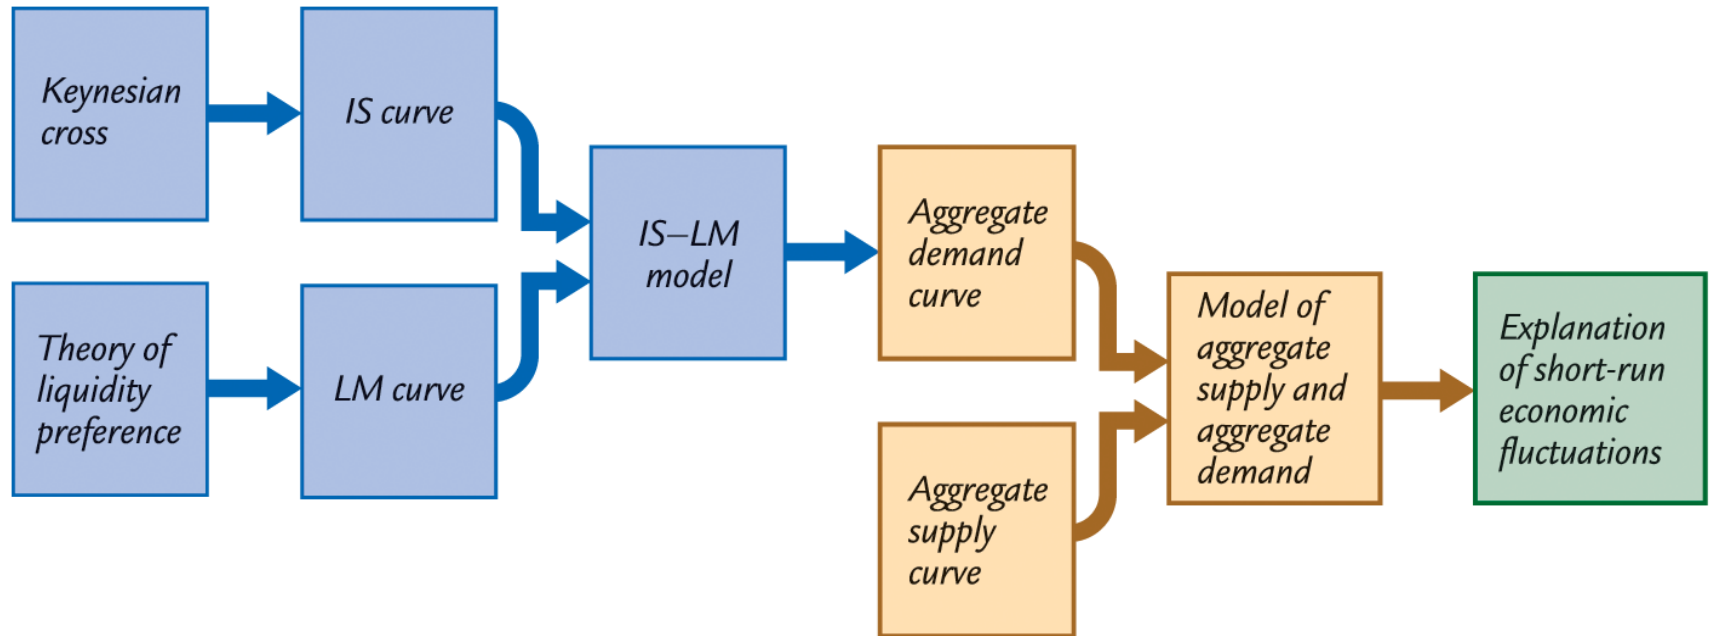 Keynesian
cross
IS curve
Theory of
liquidity
preference
LM curve
IS–LM
model
Aggregate
demand
curve
Aggregate
supply
curve
Model of
aggregate
supply and
aggregate
demand
Explanation
of short-run
economic
fluctuations